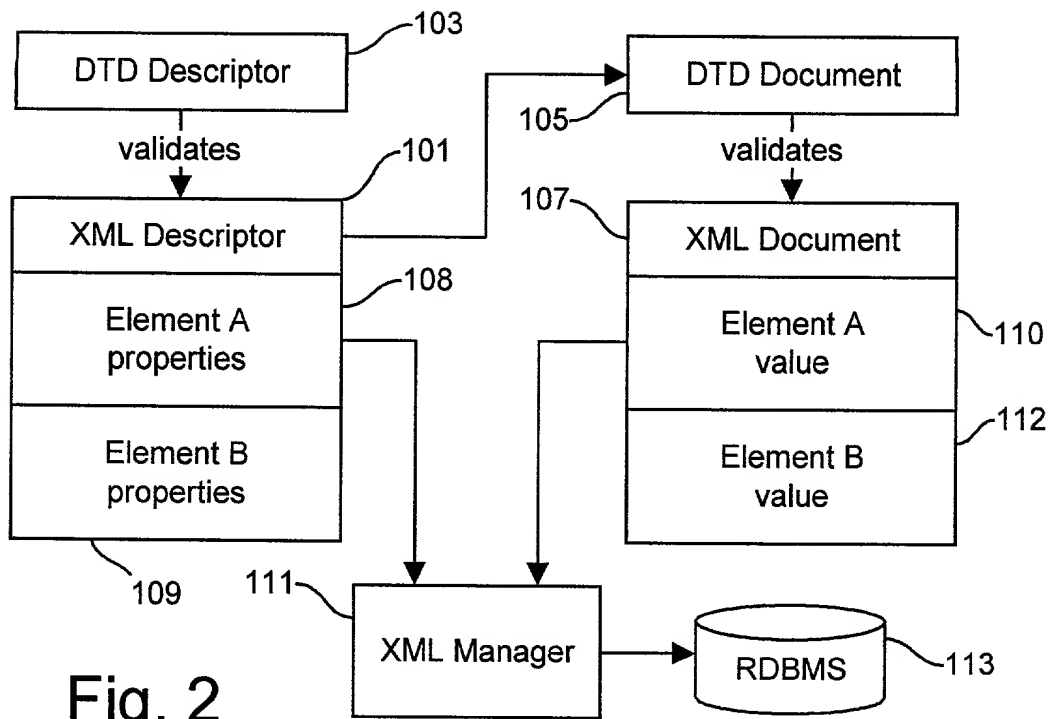 103
DTD Descriptor
DTD Document
105
validates
validates
101
107
XML Descriptor
XML Document
108
Element A
properties
Element A
value
110
112
Element B
properties
Element B
value
109
111
XML Manager
RDBMS
113
Fig. 2